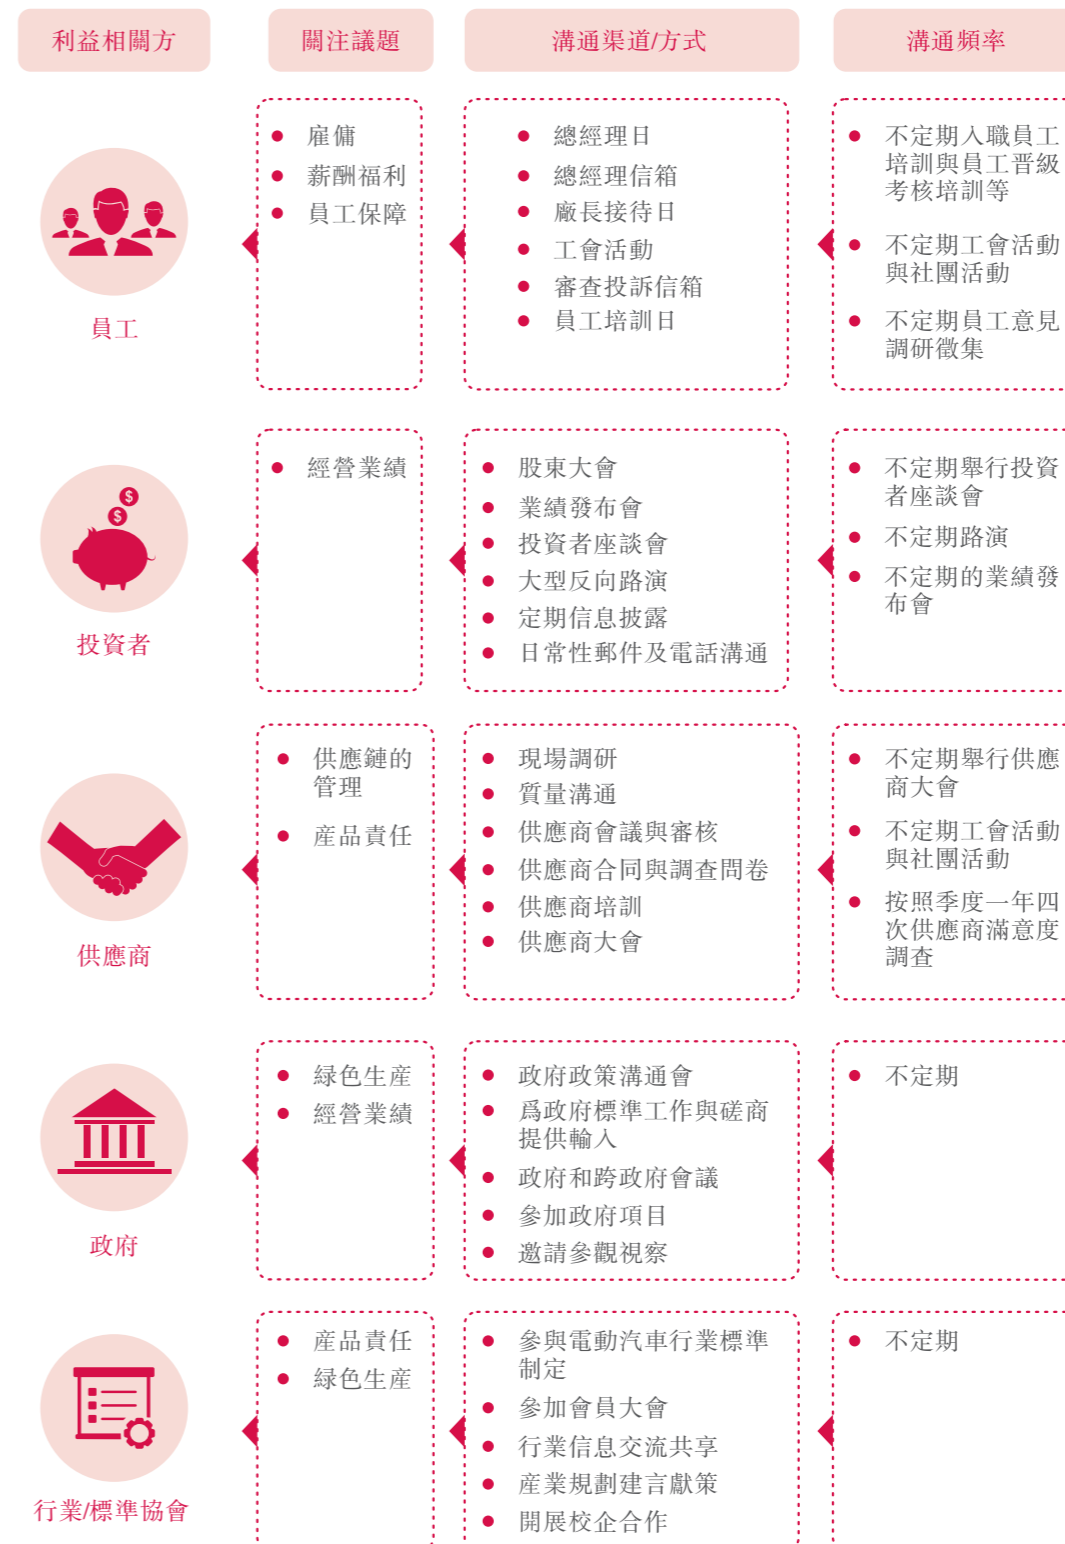 利益相關方
關注議題
溝通渠道/方式
溝通頻率
員工
雇傭
薪酬福利
員工保障
總經理日
總經理信箱
廠長接待日
工會活動
審查投訴信箱
員工培訓日
不定期入職員工
培訓與員工晋級
考核培訓等
不定期工會活動
與社團活動
不定期員工意見
調研徵集
投資者
經營業績
股東大會
業績發布會
投資者座談會
大型反向路演
定期信息披露
日常性郵件及電話溝通
不定期舉行投資
者座談會
不定期路演
不定期的業績發
布會
供應商
供應鏈的
管理
産品責任
現場調研
質量溝通
供應商會議與審核
供應商合同與調查問卷
供應商培訓
供應商大會
不定期舉行供應
商大會
不定期工會活動
與社團活動
按照季度一年四
次供應商滿意度
調查
政府
緑色生産
經營業績
政府政策溝通會
爲政府標準工作與磋商
提供輸入
政府和跨政府會議
參加政府項目
邀請參觀視察
不定期
行業/標準協會
産品責任
緑色生産
參與電動汽車行業標準
制定
參加會員大會
行業信息交流共享
産業規劃建言獻策
開展校企合作
不定期